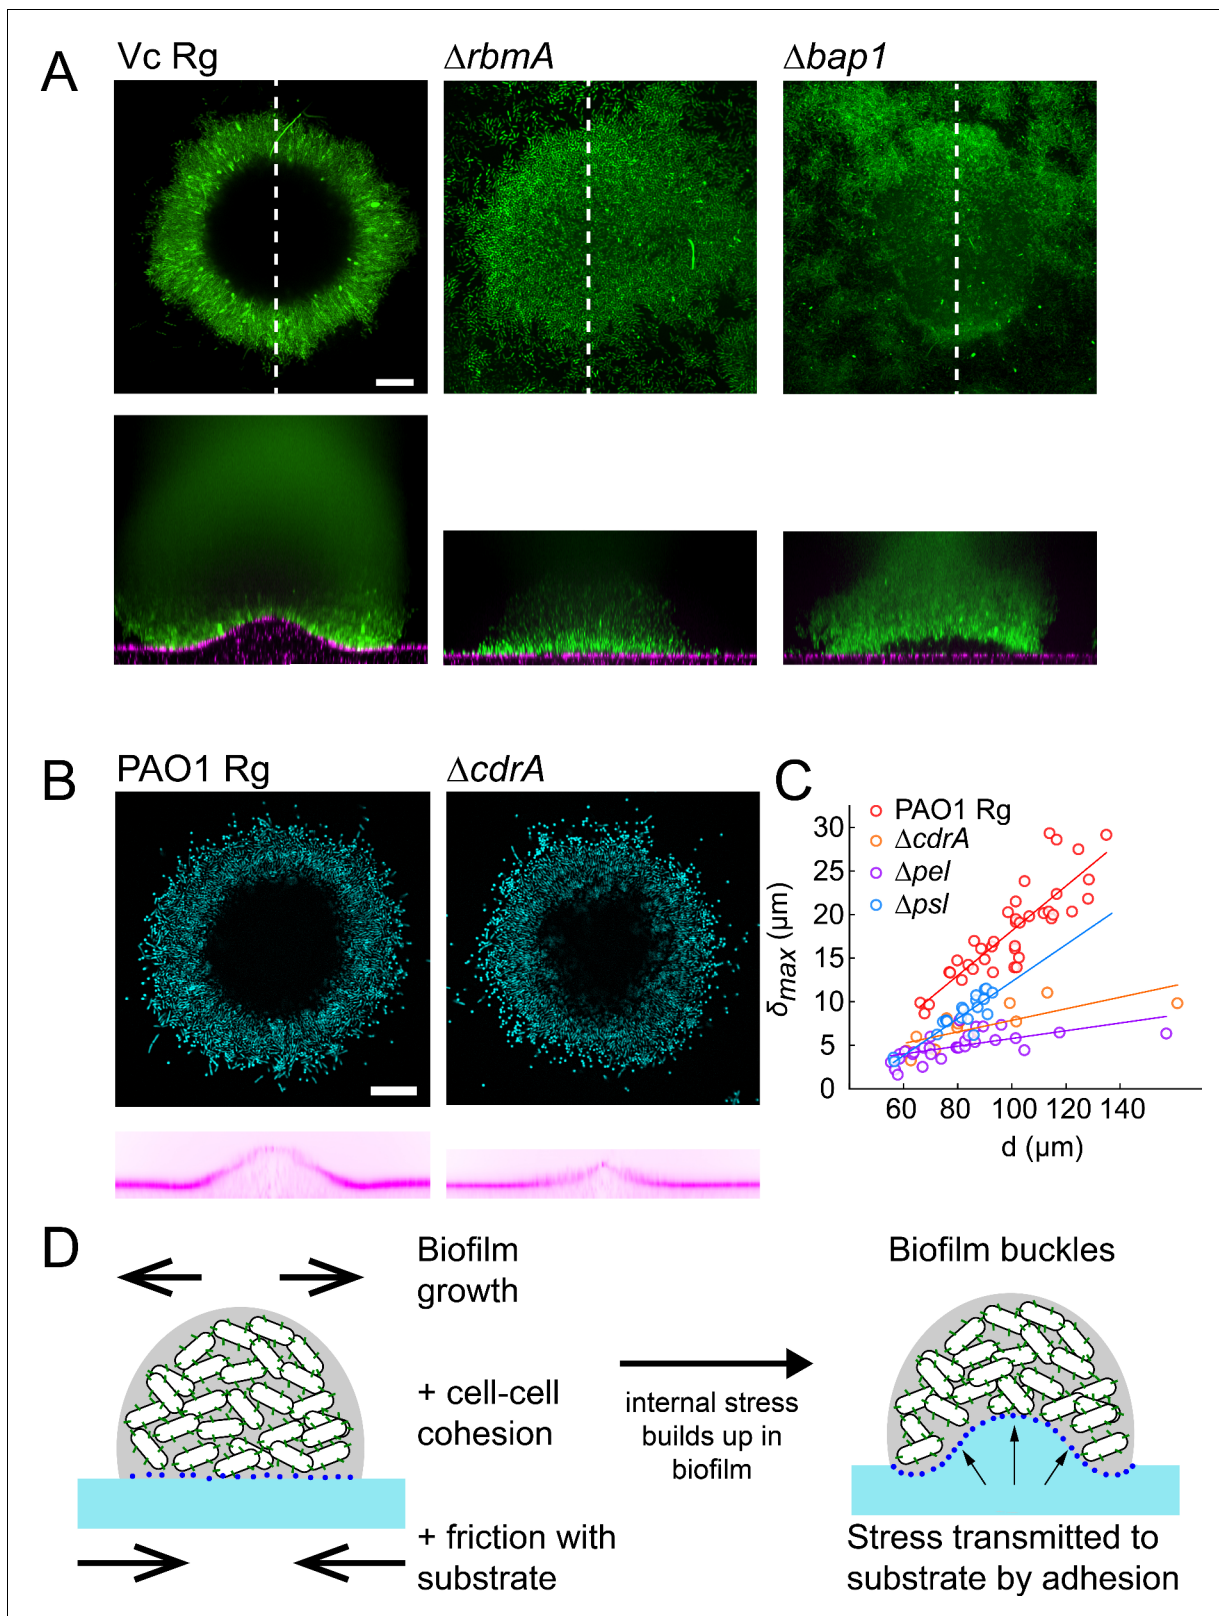 A
Vc Rg
ΔrbmA
Δbap1
B
PAO1 Rg
ΔcdrA
C
PAO1 Rg
ΔcdrA
Δpel
Δpsl
30
25
20
15
10
5
0
δmax (µm)
60 80 100 120 140
d (µm)
D
Biofilm
growth
+ cell-cell
cohesion
+ friction with
substrate
internal stress
builds up in
biofilm
Biofilm buckles
Stress transmitted to
substrate by adhesion